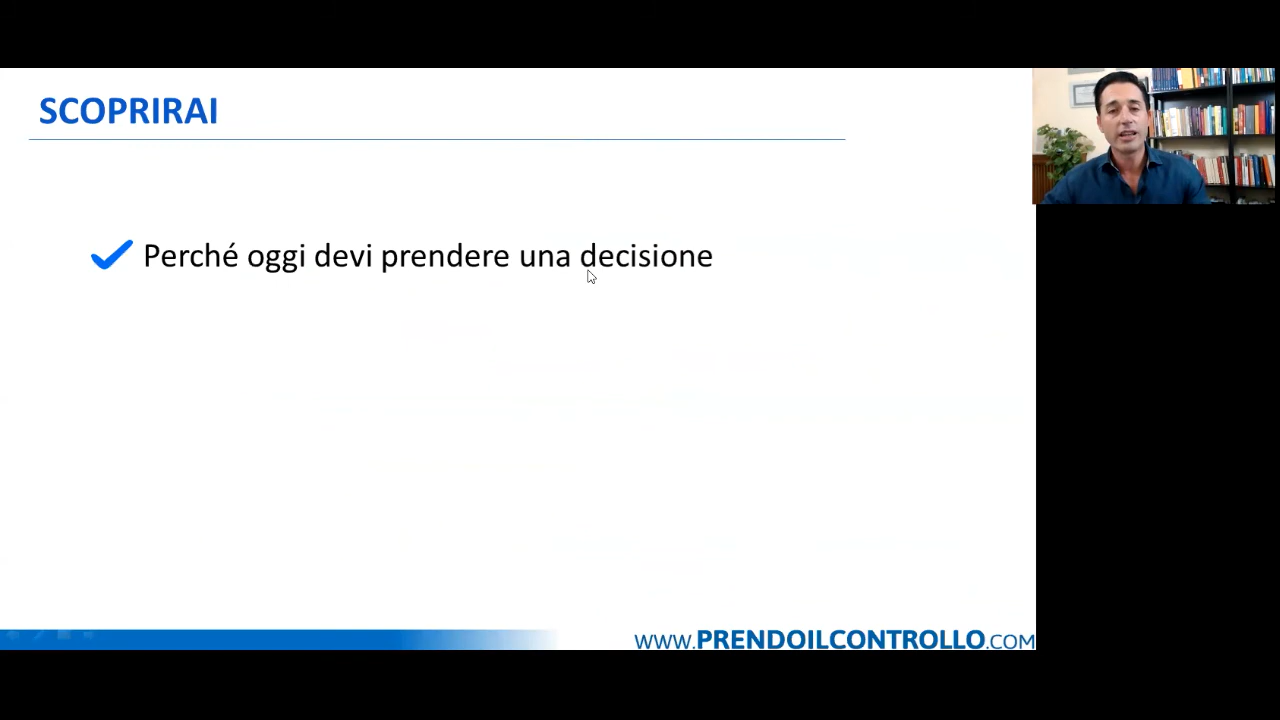 SCOPRIRAI
Perché oggi devi prendere una decisione
WWW.PRENDOILCONTROLLO.COM